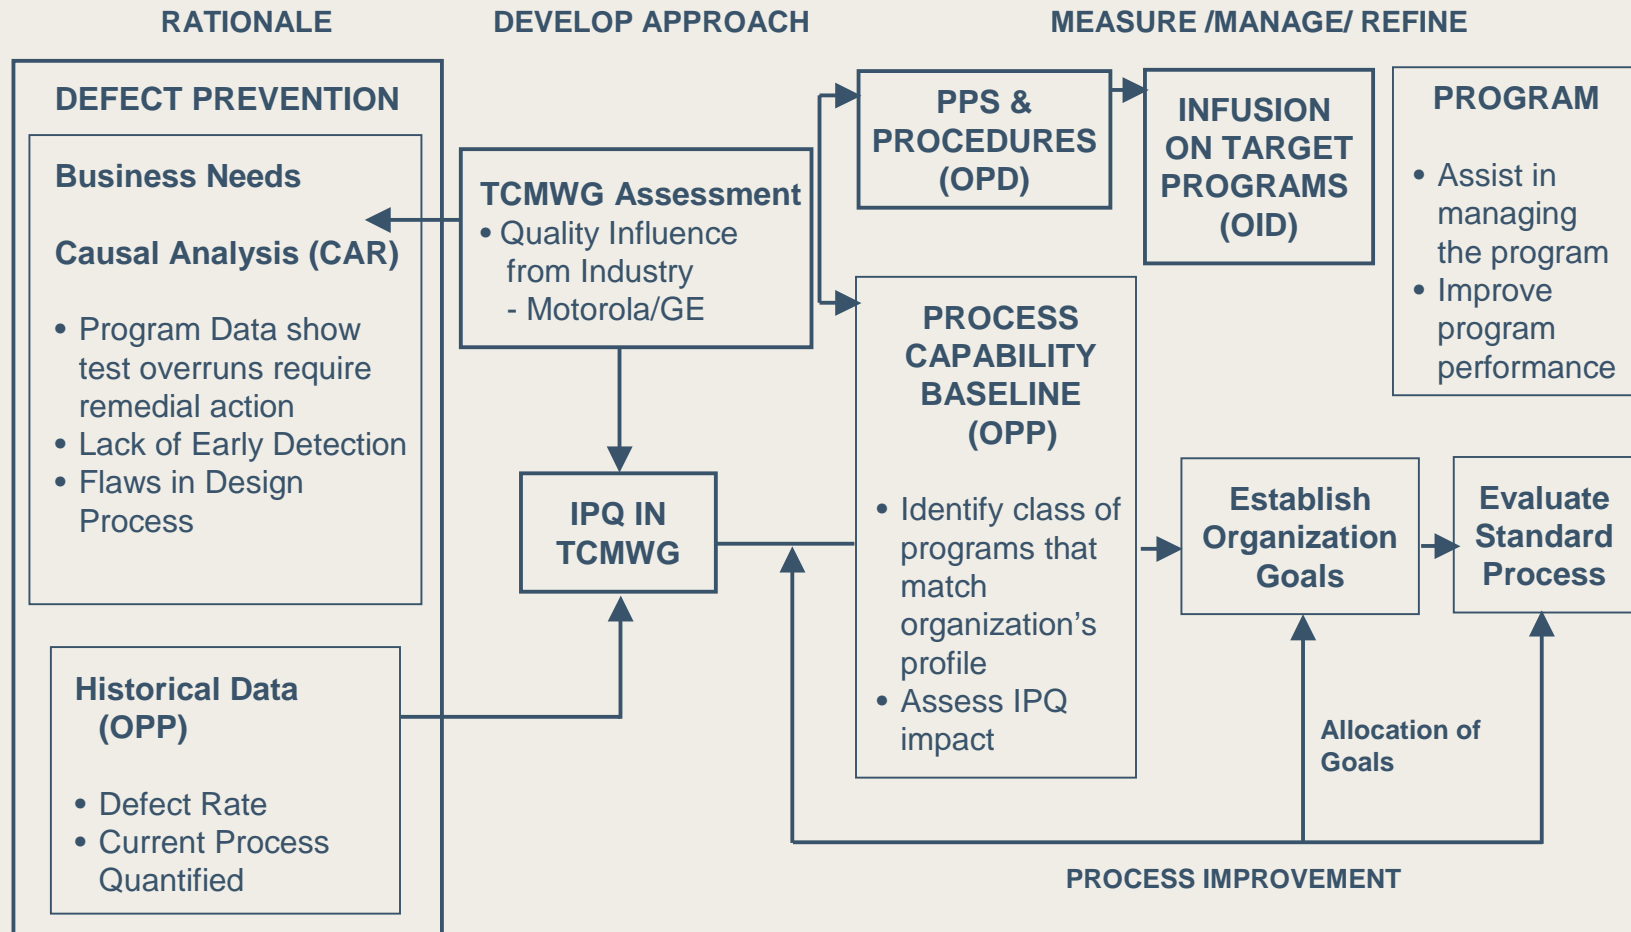 RATIONALE
DEVELOP APPROACH
MEASURE /MANAGE/ REFINE
DEFECT PREVENTION
Business Needs
Causal Analysis (CAR)
• Program Data show
test overruns require
remedial action
• Lack of Early Detection
• Flaws in Design
Process
Historical Data
(OPP)
• Defect Rate
• Current Process
Quantified
TCMWG Assessment
• Quality Influence
from Industry
- Motorola/GE
IPQ IN
TCMWG
PPS &
PROCEDURES
(OPD)
INFUSION
ON TARGET
PROGRAMS
(OID)
PROGRAM
• Assist in
managing
the program
• Improve
program
performance
PROCESS
CAPABILITY
BASELINE
(OPP)
• Identify class of
programs that
match
organization’s
profile
• Assess IPQ
impact
Establish
Organization
Goals
Evaluate
Standard
Process
Allocation of
Goals
PROCESS IMPROVEMENT